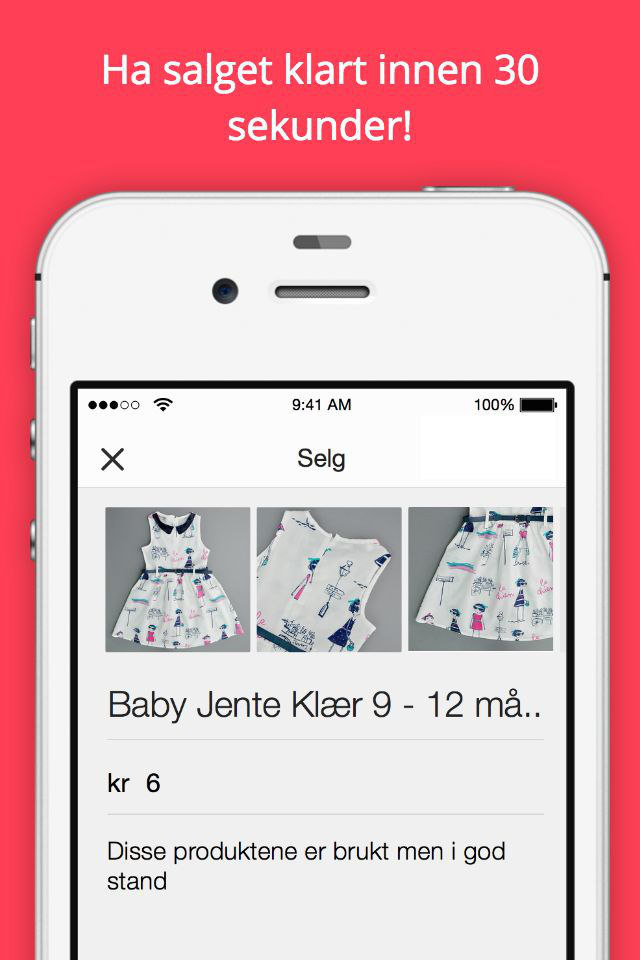 Ha salget klart innen 30
sekunder!
9:41 AM
100%
Selg
Baby Jente Klær 9 - 12 må..
kr 6
Disse produktene er brukt men i god
stand